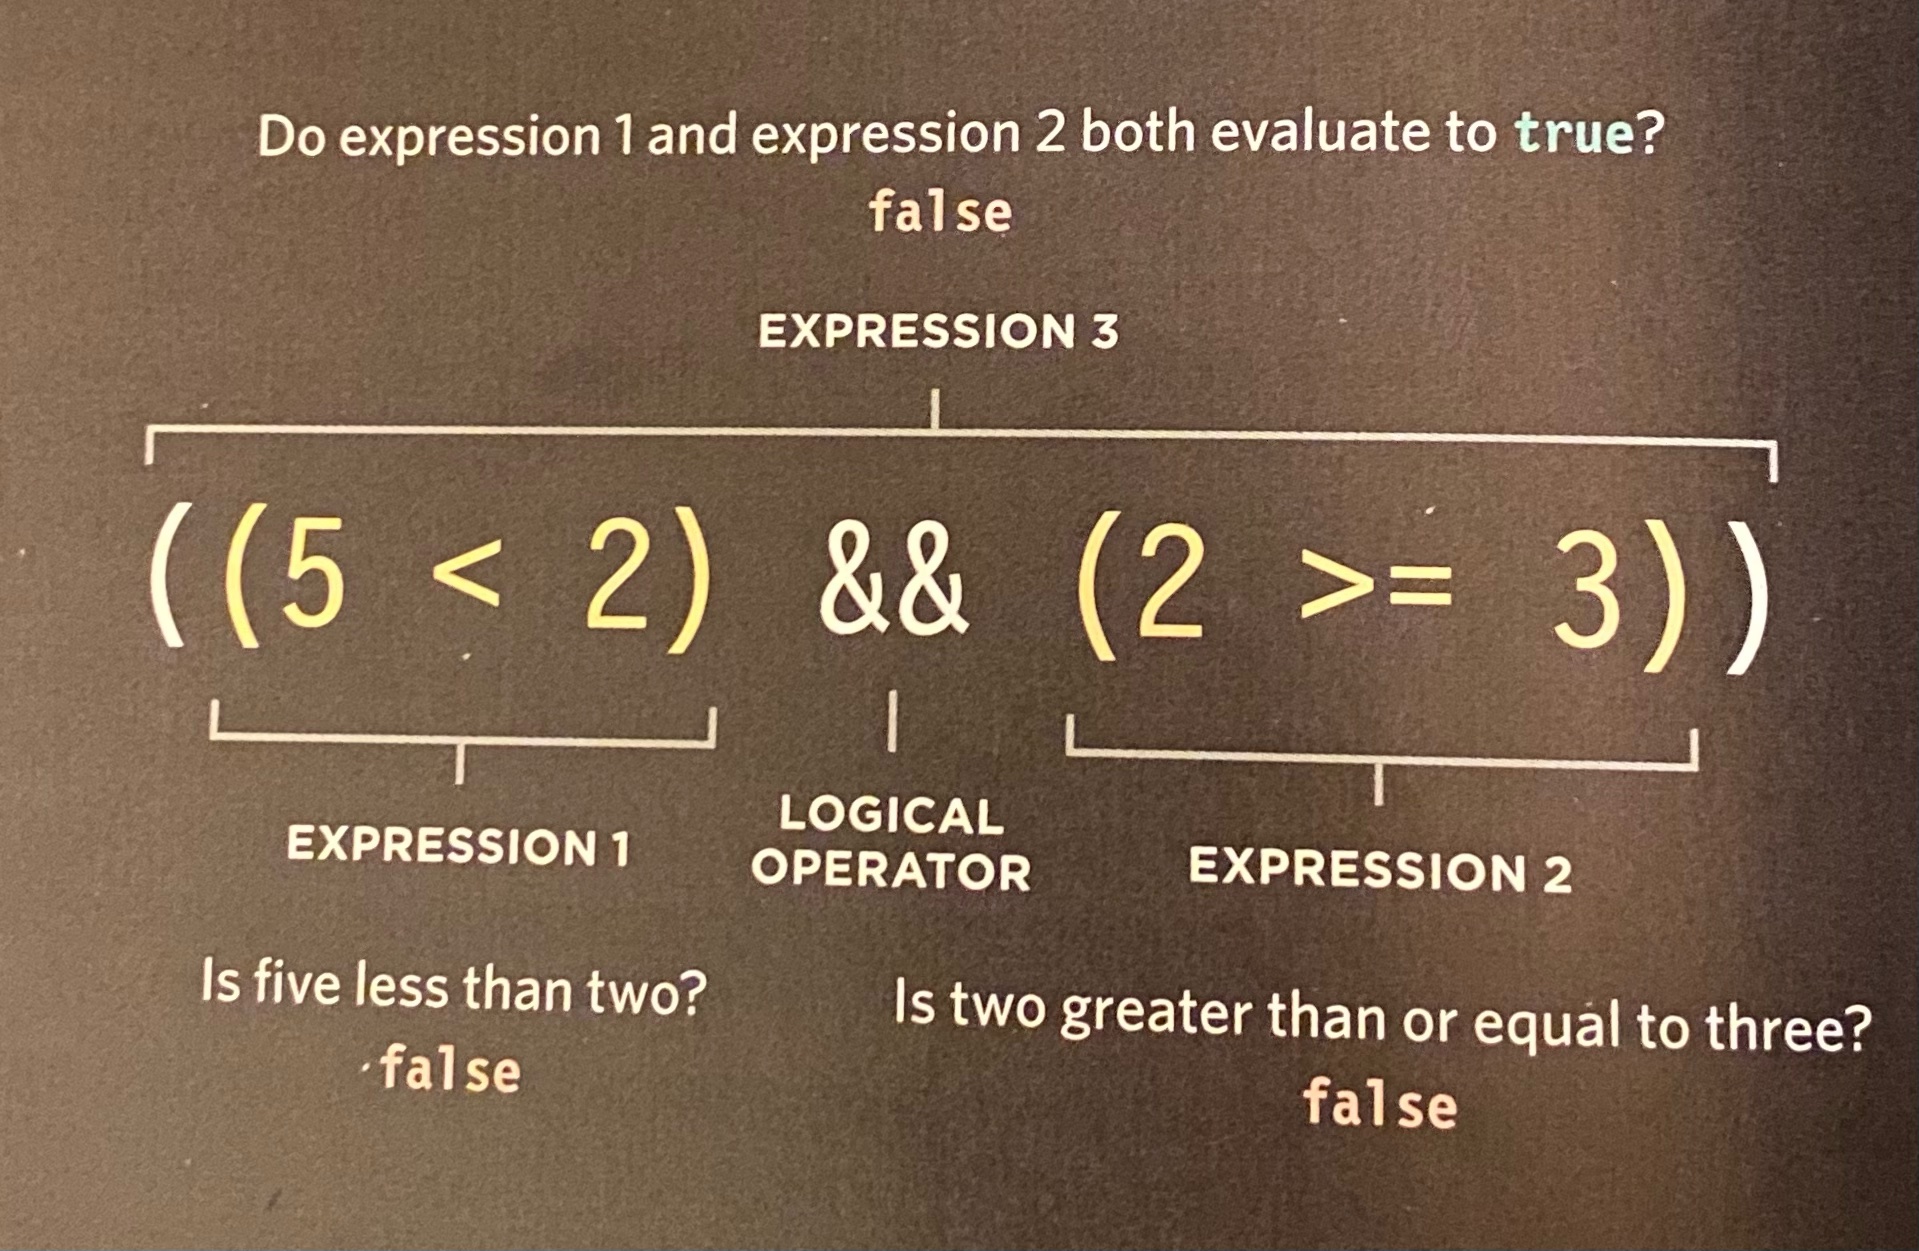 Do expression 1 and expression 2 both evaluate to true?
false
EXPRESSION 3
((5 < 2) && (2 >= 3))
EXPRESSION 1
LOGICAL
OPERATOR
EXPRESSION 2
Is five less than two?
false
Is two greater than or equal to three?
false